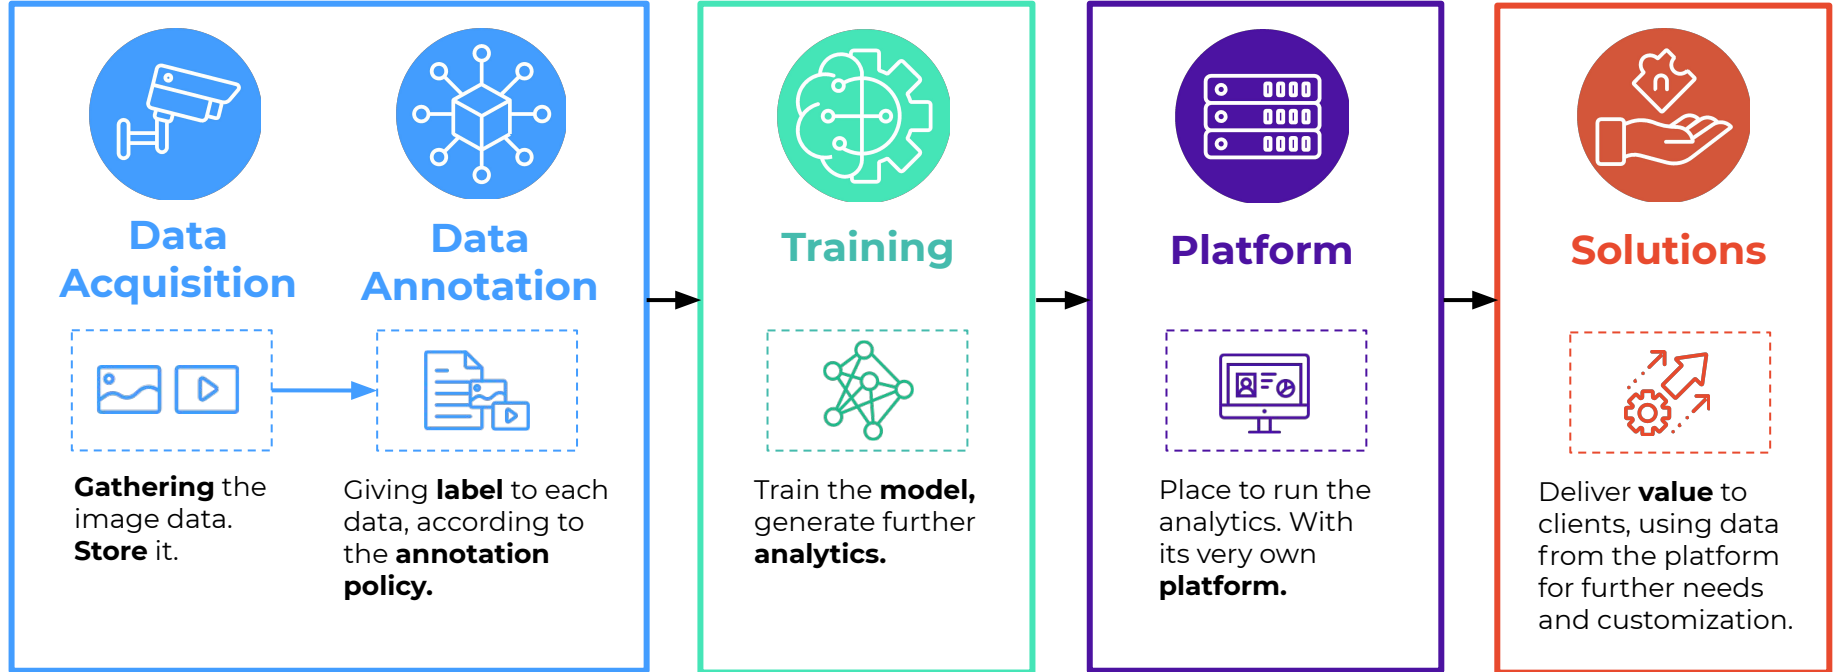 Data
Acquisition
Gathering the
image data.
Store it.
Data
Annotation
Giving label to each
data, according to
the annotation
policy.
Training
Train the model,
generate further
analytics.
Platform
Place to run the
analytics. With
its very own
platform.
Solutions
Deliver value to
clients, using data
from the platform
for further needs
and customization.